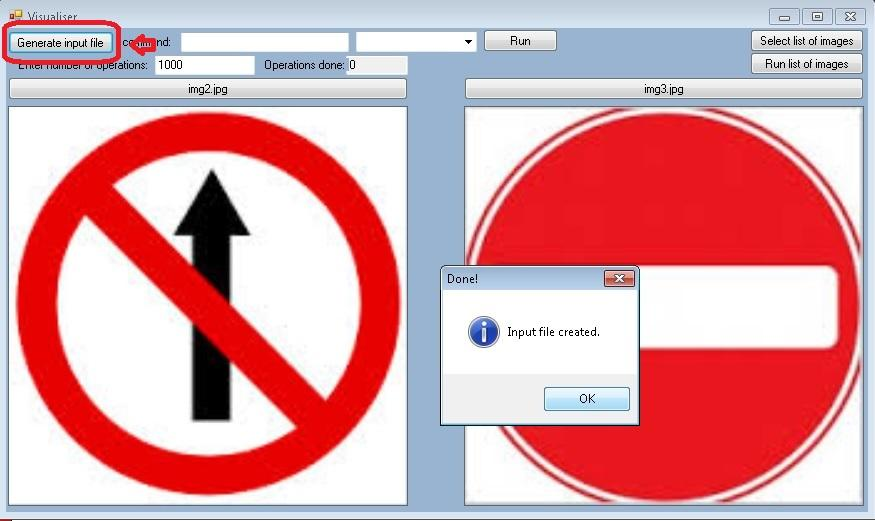 Visualiser
Generate input file command: Run Select list of images
Enter number of operations: 1000 Operations done: 0 Run list of images
img2.jpg img3.jpg
Done!
Input file created.
OK